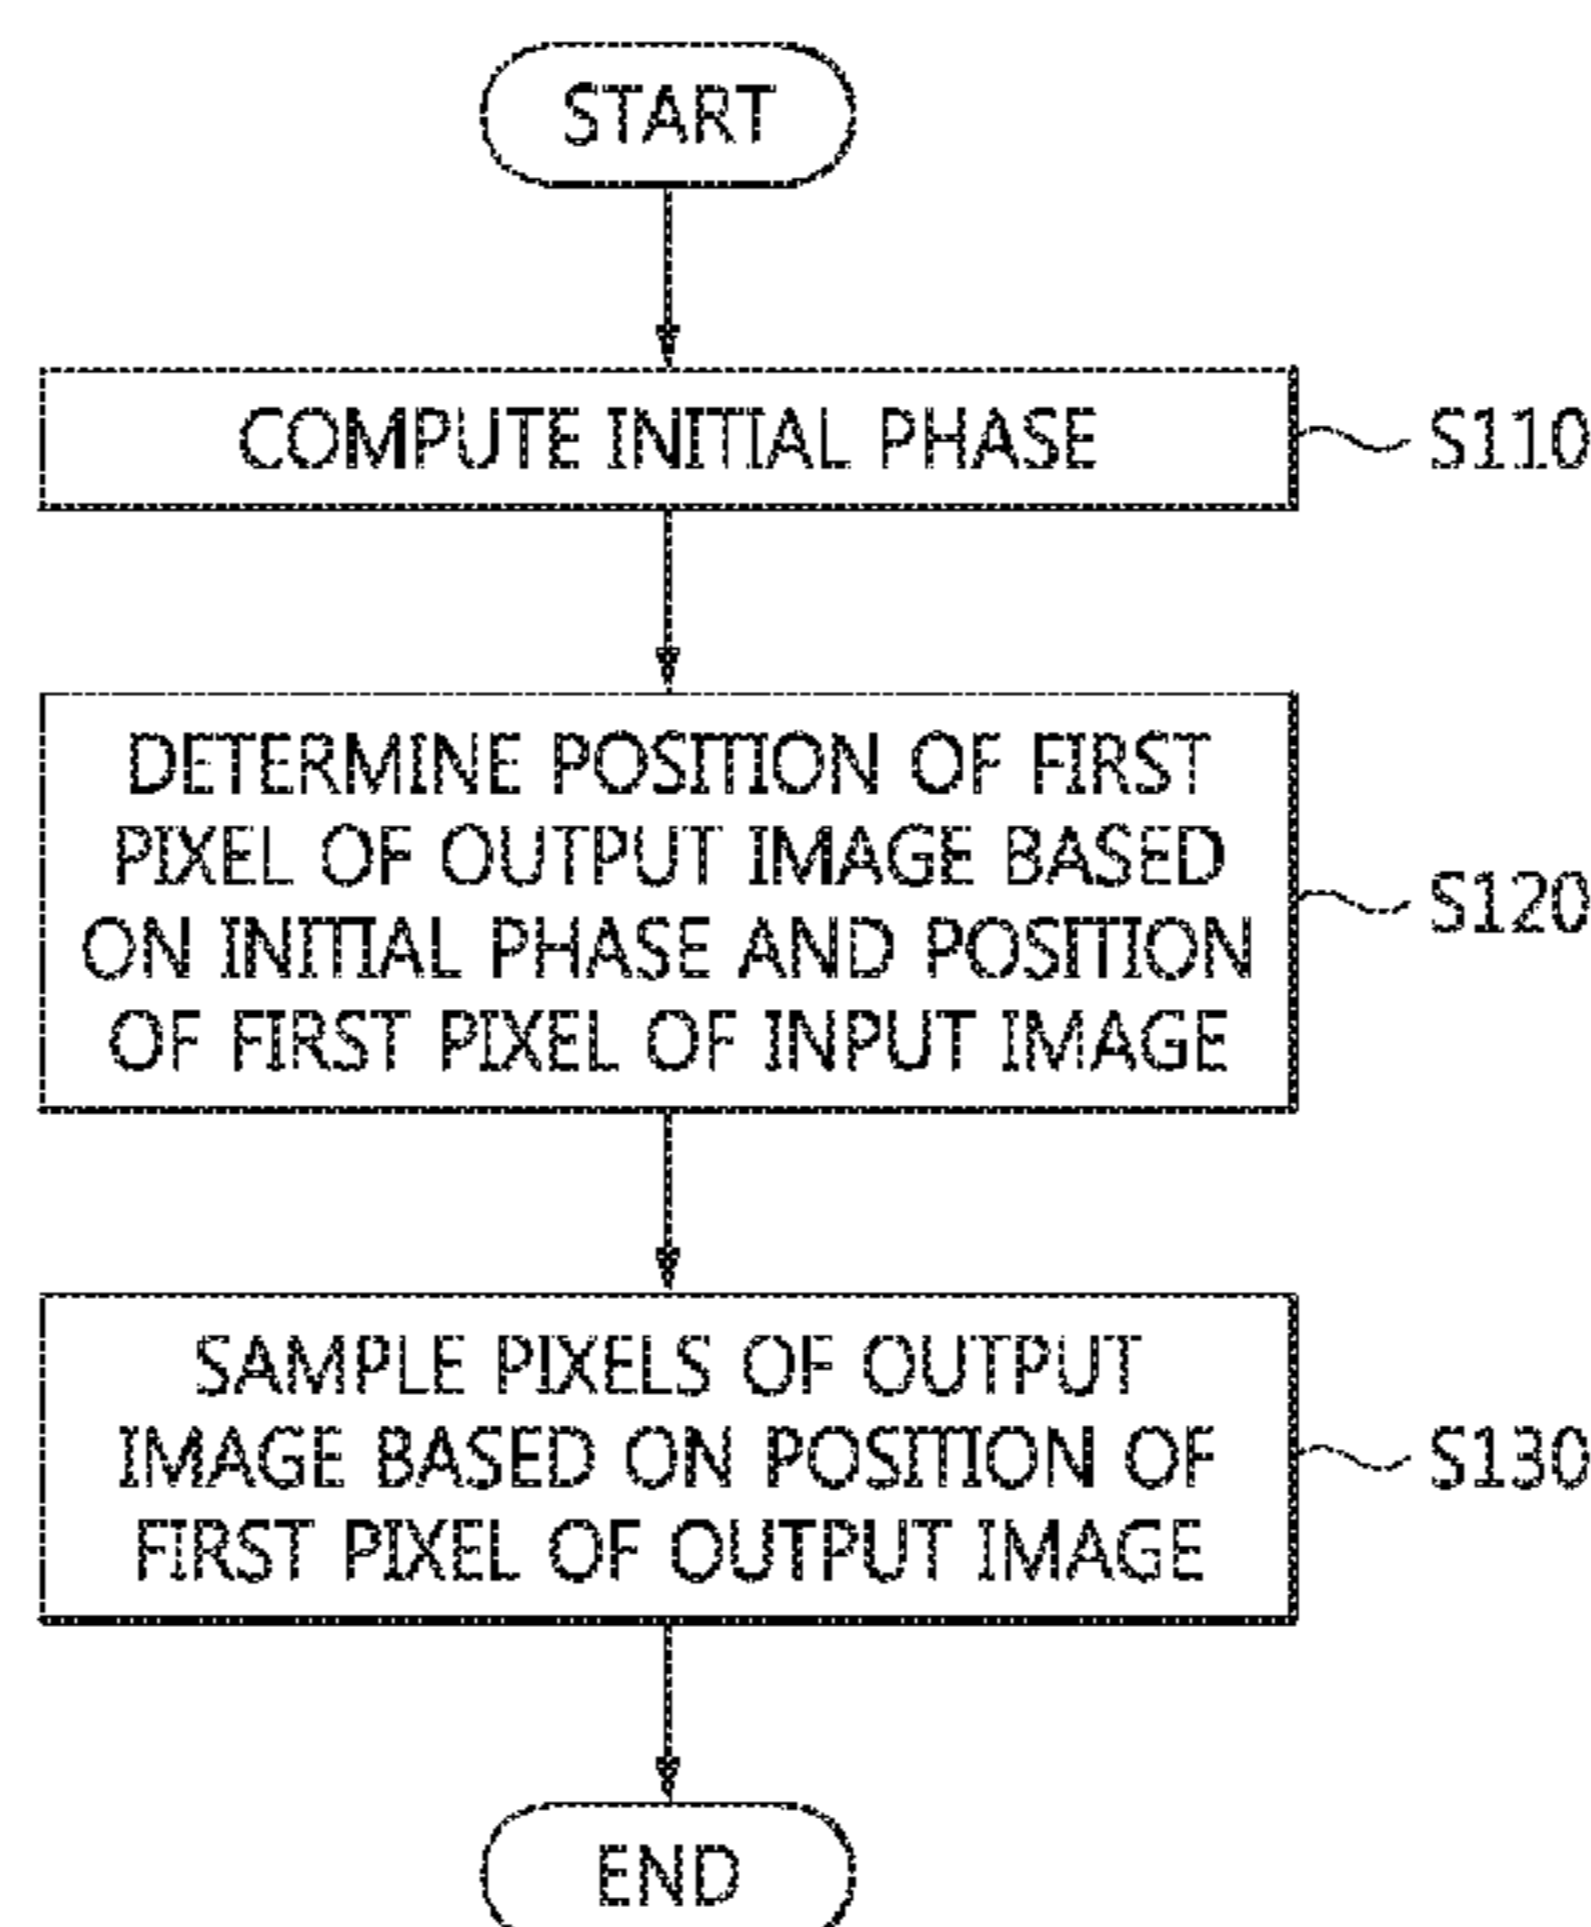 START
COMPUTE INITIAL PHASE
S110
DETERMINE POSITION OF FIRST
PIXEL OF OUTPUT IMAGE BASED
ON INITIAL PHASE AND POSITION
OF FIRST PIXEL OF INPUT IMAGE
S120
SAMPLE PIXELS OF OUTPUT
IMAGE BASED ON POSITION OF
FIRST PIXEL OF OUTPUT IMAGE
S130
END